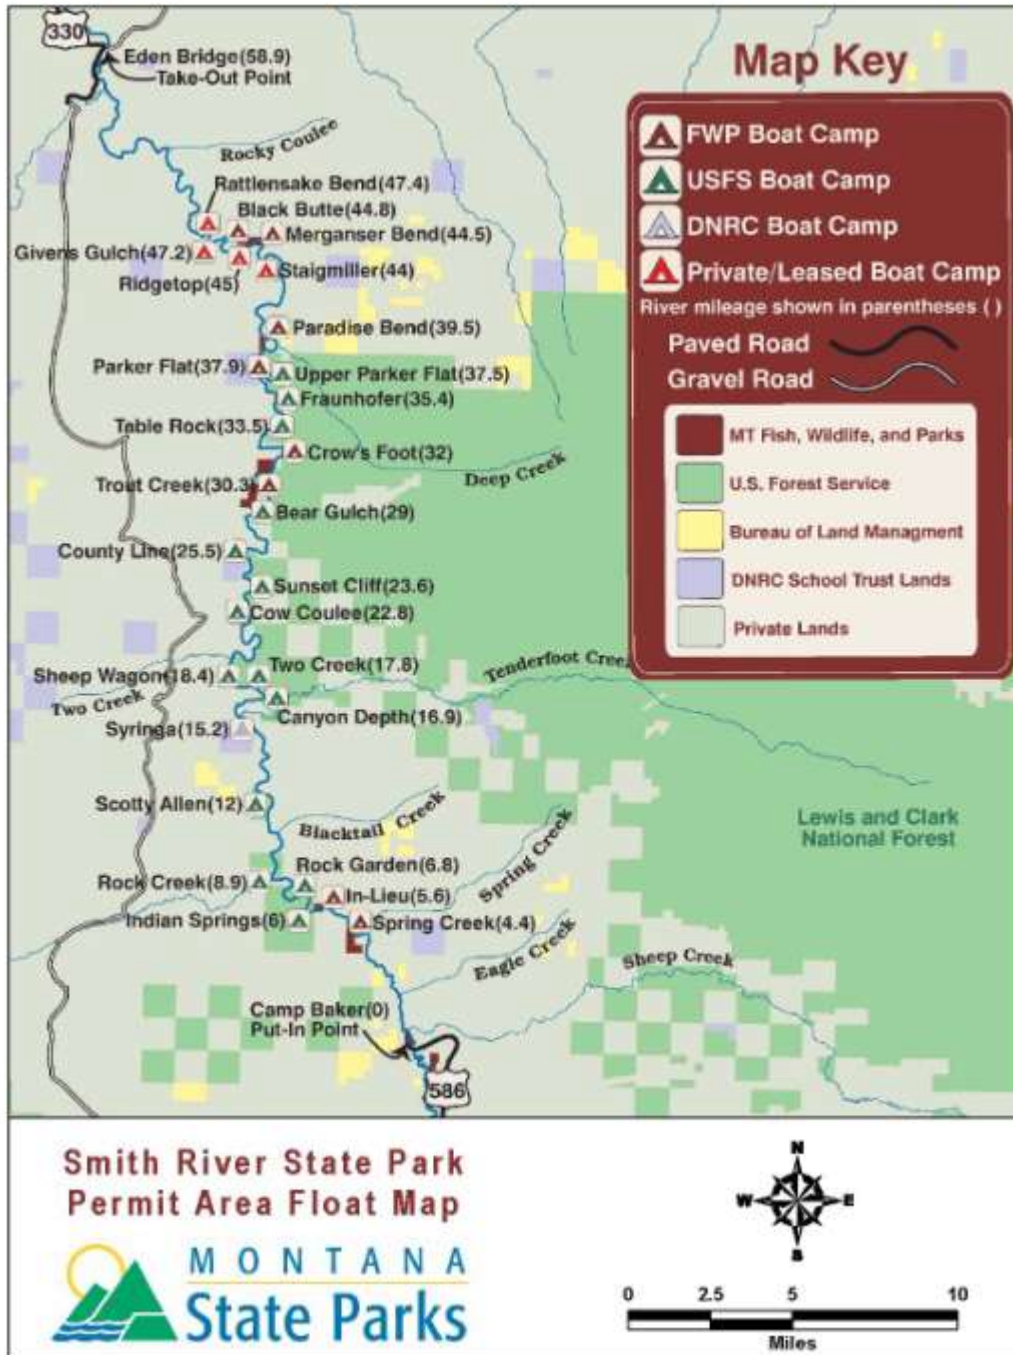 330
Eden Bridge(58.9)
Take-Out Point
Map Key
FWP Boat Camp
USFS Boat Camp
DNRC Boat Camp
Private/Leased Boat Camp
River mileage shown in parentheses ( )
Paved Road
Gravel Road
MT Fish, Wildlife, and Parks
U.S. Forest Service
Bureau of Land Managment
DNRC School Trust Lands
Private Lands
Rocky Coulee
Rattlensake Bend(47.4)
Black Butte(44.8)
Merganser Bend(44.5)
Givens Gulch(47.2)
Ridgetop(45)
Staigmiller(44)
Paradise Bend(39.5)
Parker Flat(37.9)
Upper Parker Flat(37.5)
Fraunhofer(35.4)
Table Rock(33.5)
Crow's Foot(32)
Deep Creek
Trout Creek(30.3)
Bear Gulch(29)
County Line(25.5)
Sunset Cliff(23.6)
Cow Coulee(22.8)
Sheep Wagon(18.4)
Two Creek(17.8)
Tenderfoot Creek
Two Creek
Canyon Depth(16.9)
Syringa(15.2)
Scotty Allen(12)
Blacktail Creek
Lewis and Clark
National Forest
Spring Creek
Rock Garden(6.8)
Rock Creek(8.9)
In-Lieu(5.6)
Indian Springs(6)
Spring Creek(4.4)
Eagle Creek
Sheep Creek
Camp Baker(0)
Put-In Point
586
Smith River State Park
Permit Area Float Map
MONTANA
State Parks
N
W
E
S
0 2.5 5 10
Miles